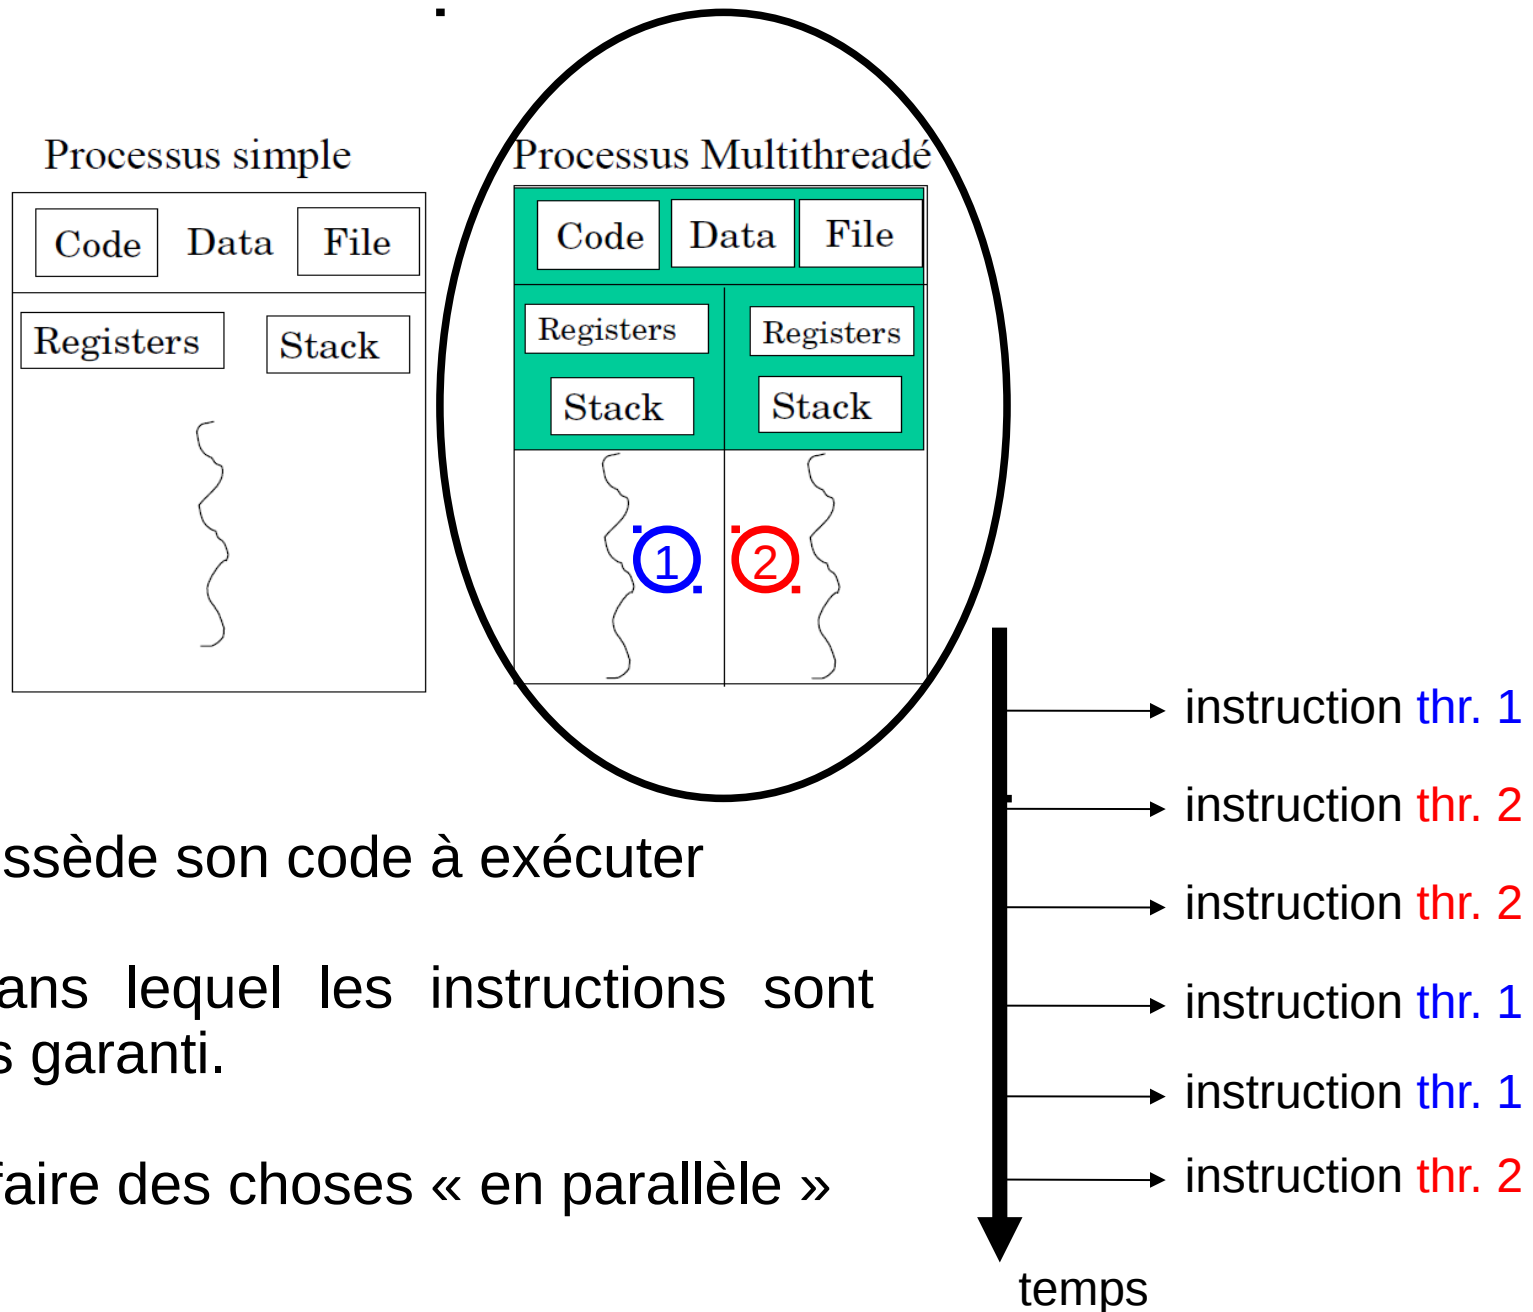 Processus simple
Processus Multithreadé
Code Data File
Registers Stack
Code Data File
Registers Registers
Stack Stack
1 2
instruction thr. 1
instruction thr. 2
instruction thr. 2
instruction thr. 1
instruction thr. 1
instruction thr. 2
temps
ssède son code à exécuter
ans lequel les instructions sont
s garanti.
faire des choses « en parallèle »